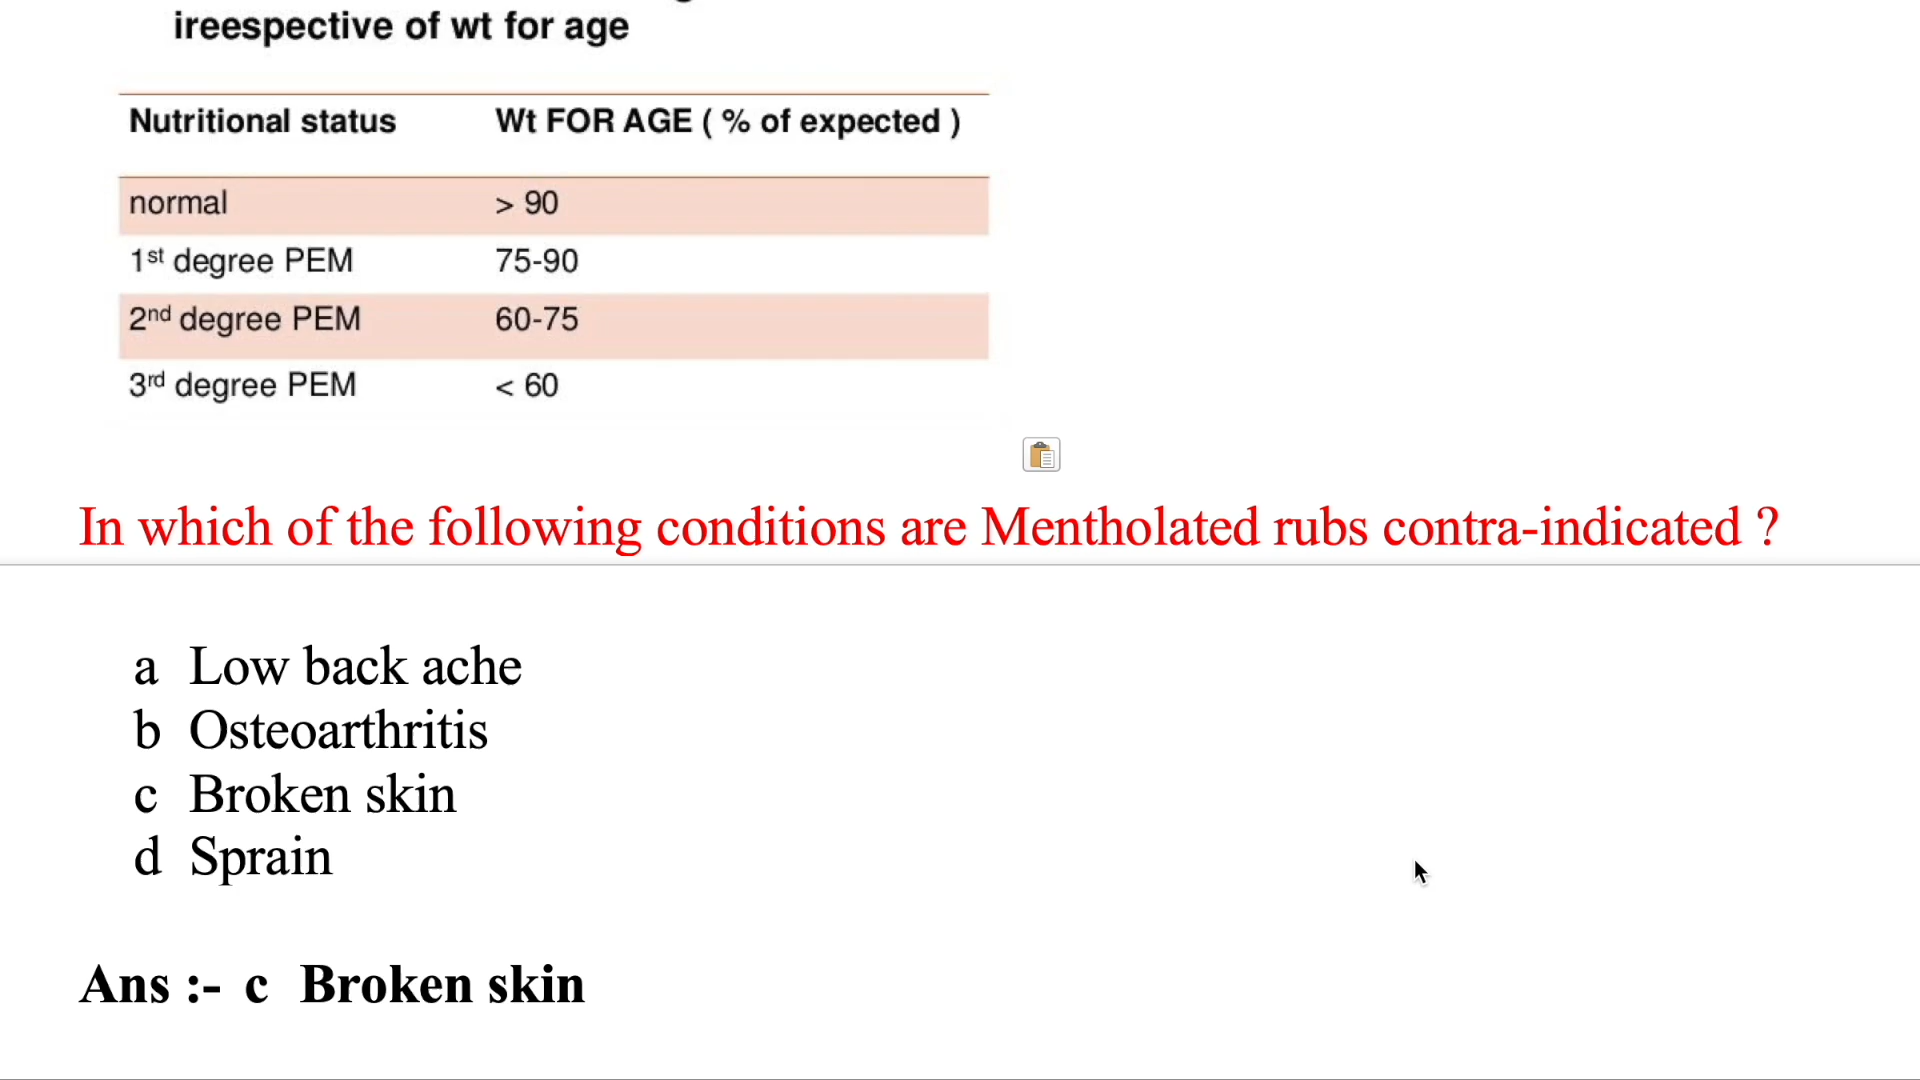 ireespective of wt for age
Nutritional status Wt FOR AGE ( % of expected )
normal > 90
1st degree PEM 75-90
2nd degree PEM 60-75
3rd degree PEM < 60
In which of the following conditions are Mentholated rubs contra-indicated ?
a Low back ache
b Osteoarthritis
c Broken skin
d Sprain
Ans :- c Broken skin